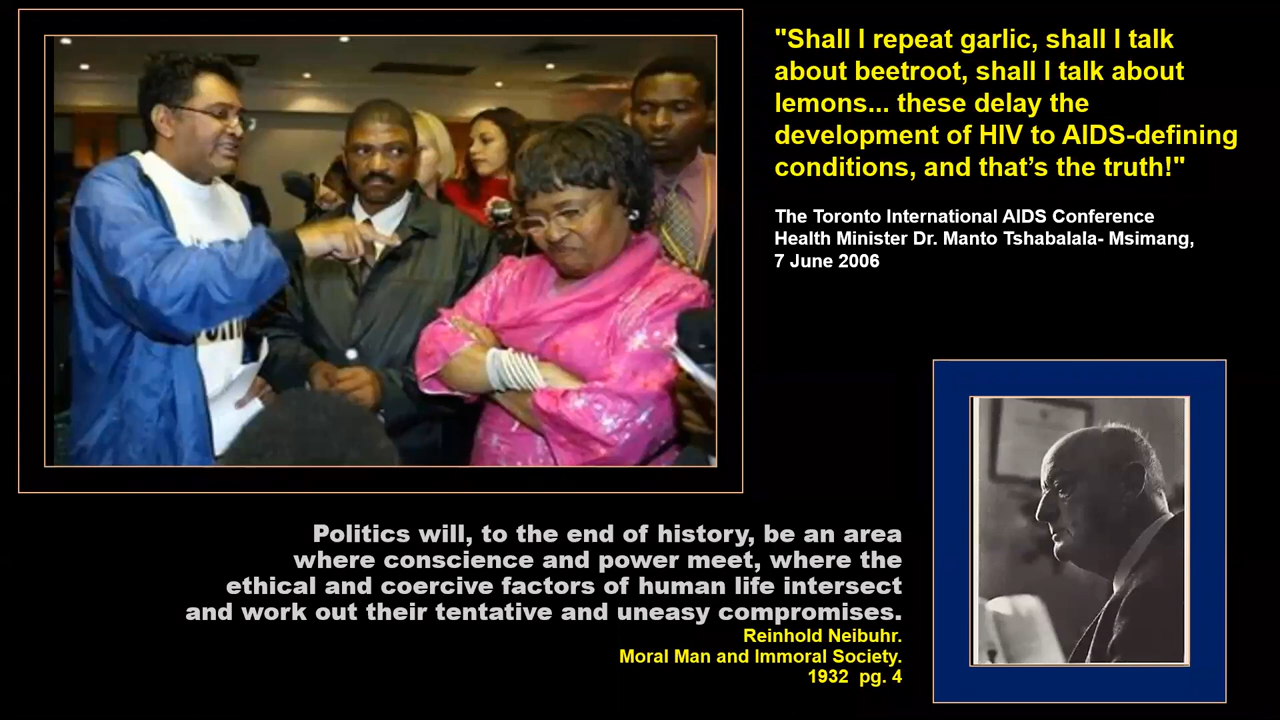 "Shall I repeat garlic, shall I talk
about beetroot, shall I talk about
lemons... these delay the
development of HIV to AIDS-defining
conditions, and that’s the truth!"
The Toronto International AIDS Conference
Health Minister Dr. Manto Tshabalala- Msimang,
7 June 2006
Politics will, to the end of history, be an area
where conscience and power meet, where the
ethical and coercive factors of human life intersect
and work out their tentative and uneasy compromises.
Reinhold Neibuhr.
Moral Man and Immoral Society.
1932 pg. 4